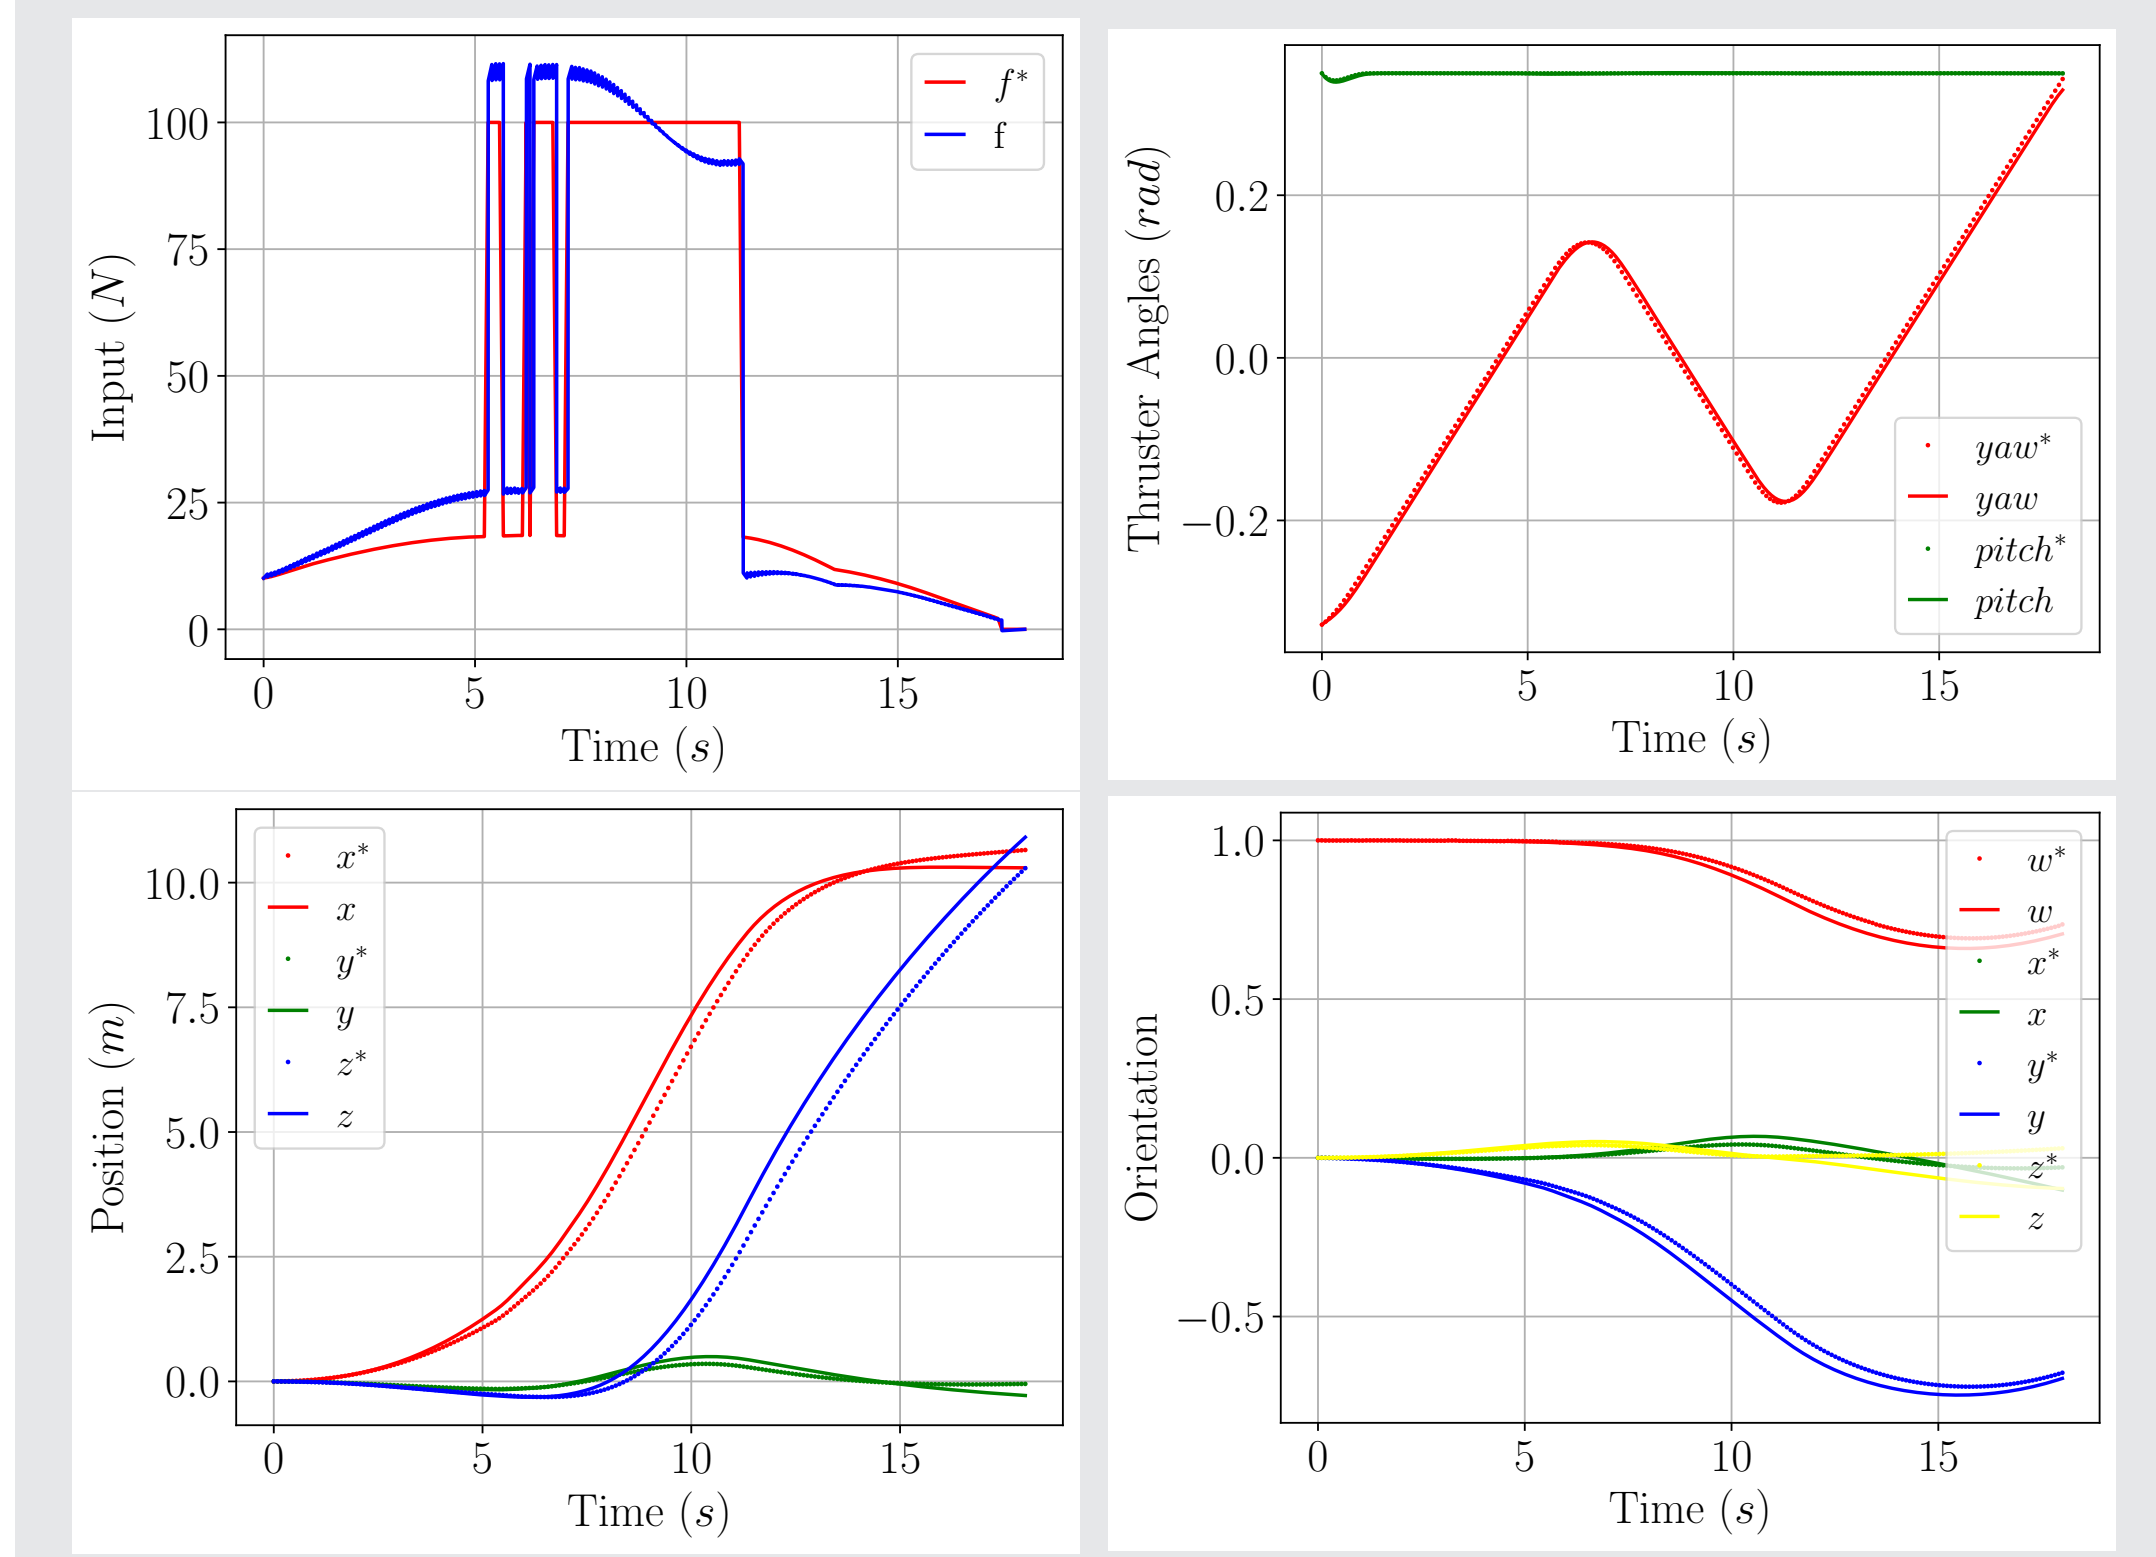 f*
f
100
75
50
25
0
Input (N)
0 5 10 15
Time (s)
0.2
0.0
−0.2
Thruster Angles (rad)
yaw*
yaw
pitch*
pitch
0 5 10 15
Time (s)
x*
x
y*
y
z*
z
10.0
7.5
5.0
2.5
0.0
Position (m)
0 5 10 15
Time (s)
1.0
0.5
0.0
−0.5
Orientation
w*
w
x*
x
y*
y
z*
z
0 5 10 15
Time (s)